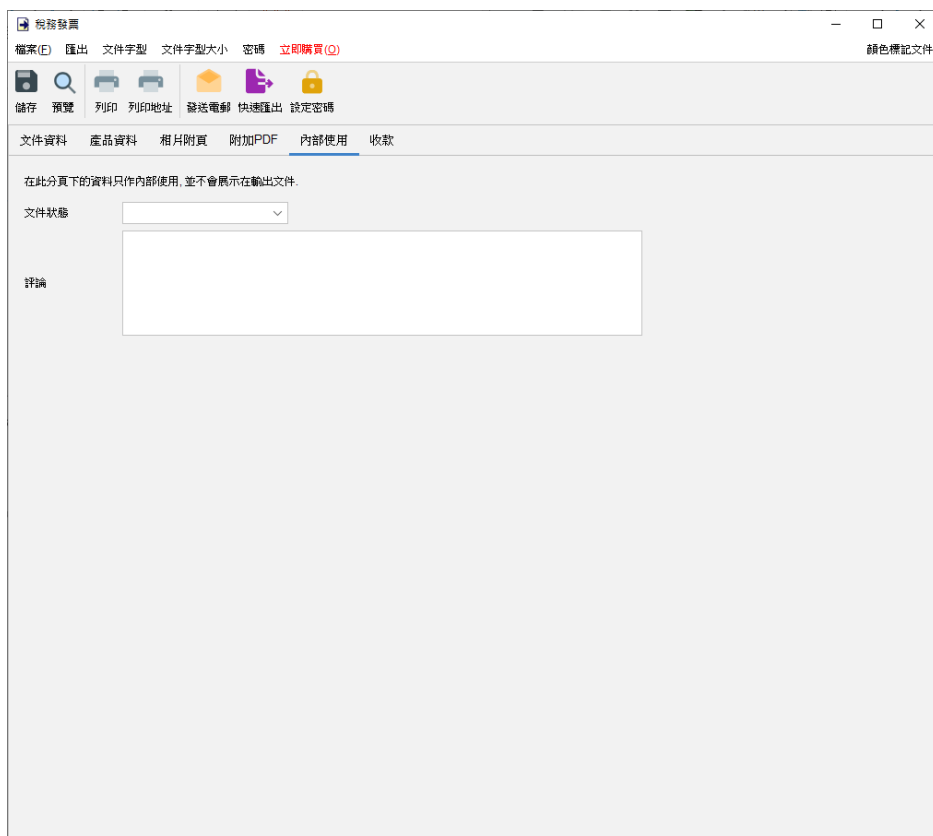 稅務發票
檔案(F) 匯出 文件字型 文件字型大小 密碼 立即購買(O) 顏色標記文件
儲存 預覽 列印 列印地址 發送電郵 快速匯出 設定密碼
文件資料 產品資料 相片附頁 附加PDF 內部使用 收款
在此分頁下的資料只作內部使用, 並不會展示在輸出文件.
文件狀態
評論